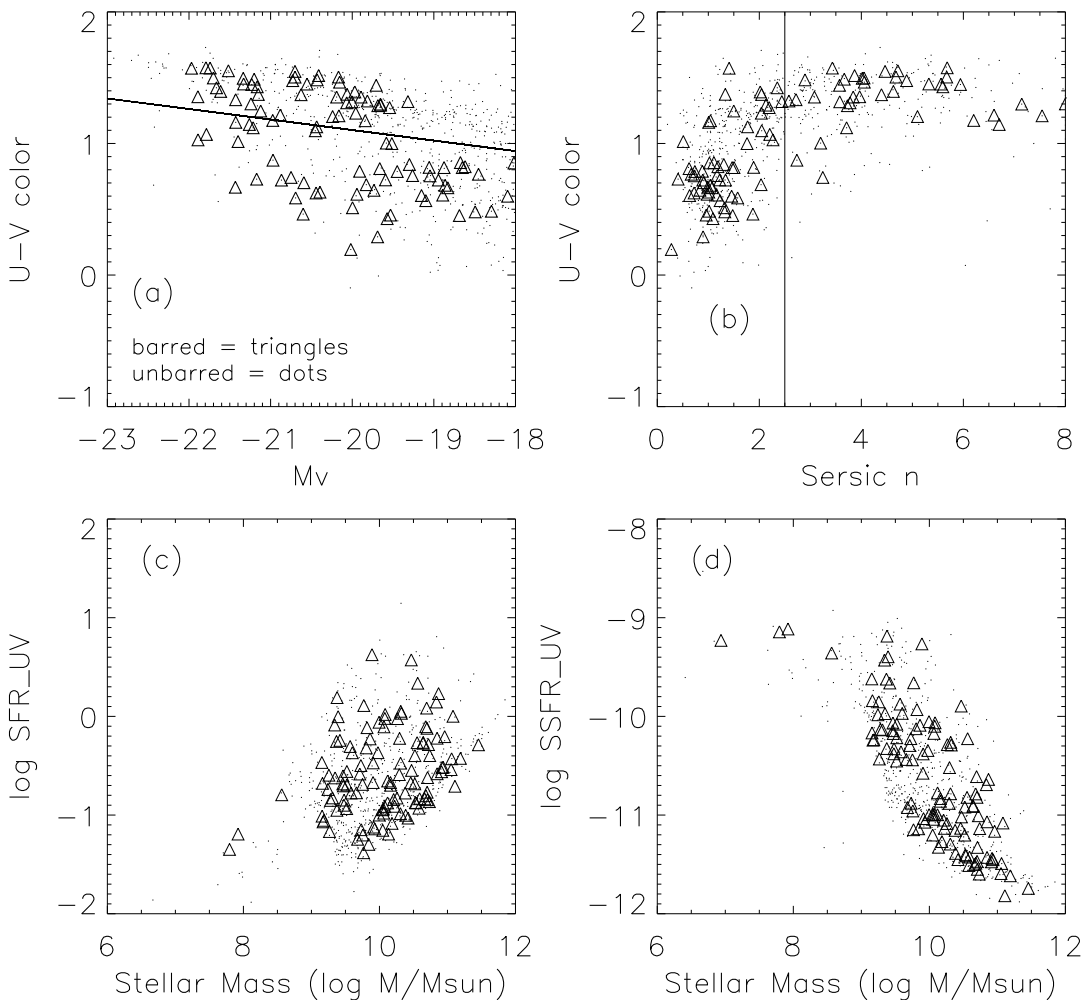 2
1
0
−1
U−V color
(a)
barred = triangles
unbarred = dots
−23 −22 −21 −20 −19 −18
Mv
2
1
0
−1
U−V color
(b)
0 2 4 6 8
Sersic n
2
1
0
−1
−2
log SFR_UV
(c)
6 8 10 12
Stellar Mass (log M/Msun)
−8
−9
−10
−11
−12
log SSFR_UV
(d)
6 8 10 12
Stellar Mass (log M/Msun)